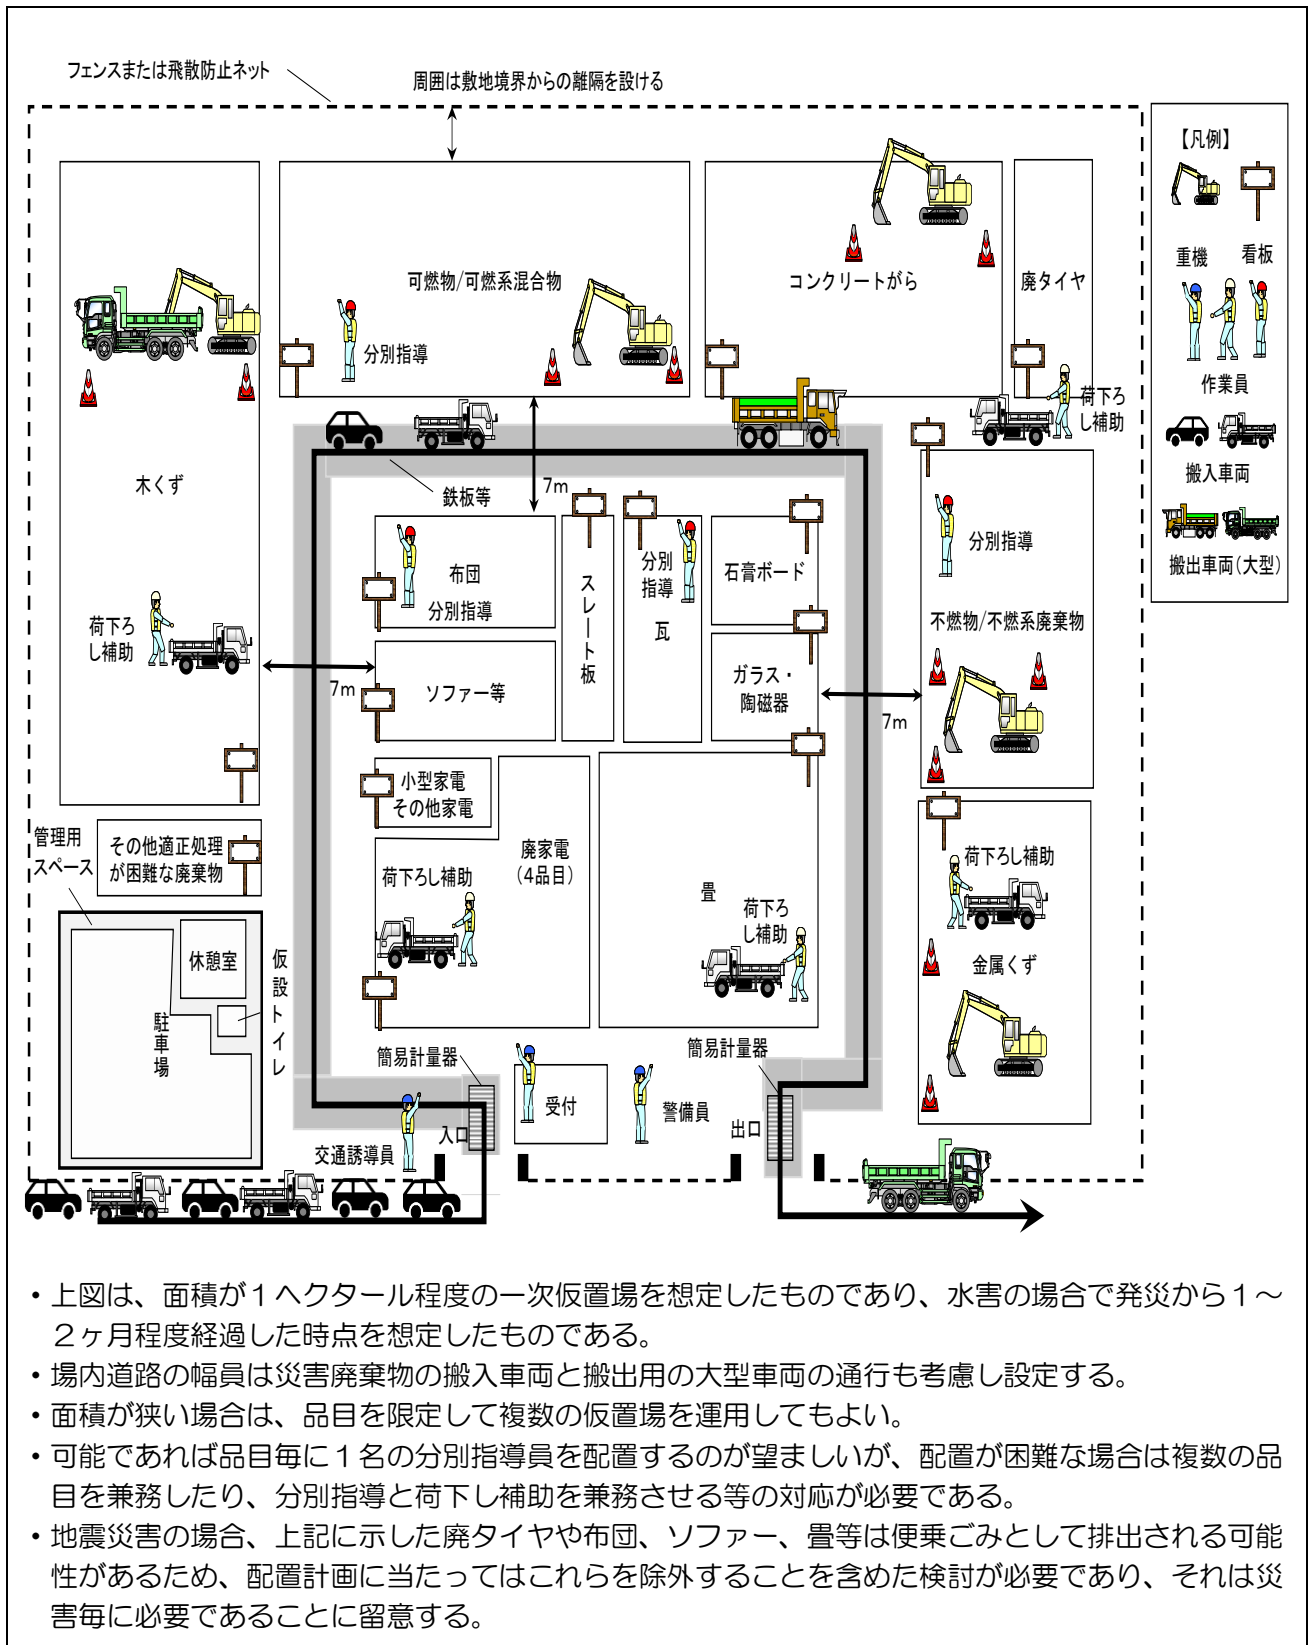 フェンスまたは飛散防止ネット
周囲は敷地境界からの離隔を設ける
【凡例】
重機
看板
作業員
搬入車両
搬出車両(大型)
可燃物/可燃系混合物
分別指導
コンクリートがら
廃タイヤ
荷下ろ
し補助
木くず
鉄板等
7m
布団
分別指導
スレート板
分別
指導
瓦
石膏ボード
分別指導
不燃物/不燃系廃棄物
荷下ろ
し補助
7m
ソファー等
ガラス・
陶磁器
7m
小型家電
その他家電
廃家電
(4品目)
荷下ろし補助
畳
荷下ろ
し補助
荷下ろし補助
金属くず
管理用
スペース
その他適正処理
が困難な廃棄物
休憩室
仮設トイレ
駐車場
簡易計量器
簡易計量器
受付
警備員
入口
出口
交通誘導員
・上図は、面積が1ヘクタール程度の一次仮置場を想定したものであり、水害の場合で発災から1～
2ヶ月程度経過した時点を想定したものである。
・場内道路の幅員は災害廃棄物の搬入車両と搬出用の大型車両の通行も考慮し設定する。
・面積が狭い場合は、品目を限定して複数の仮置場を運用してもよい。
・可能であれば品目毎に1名の分別指導員を配置するのが望ましいが、配置が困難な場合は複数の品
目を兼務したり、分別指導と荷下し補助を兼務させる等の対応が必要である。
・地震災害の場合、上記に示した廃タイヤや布団、ソファー、畳等は便乗ごみとして排出される可能
性があるため、配置計画に当たってはこれらを除外することを含めた検討が必要であり、それは災
害毎に必要であることに留意する。